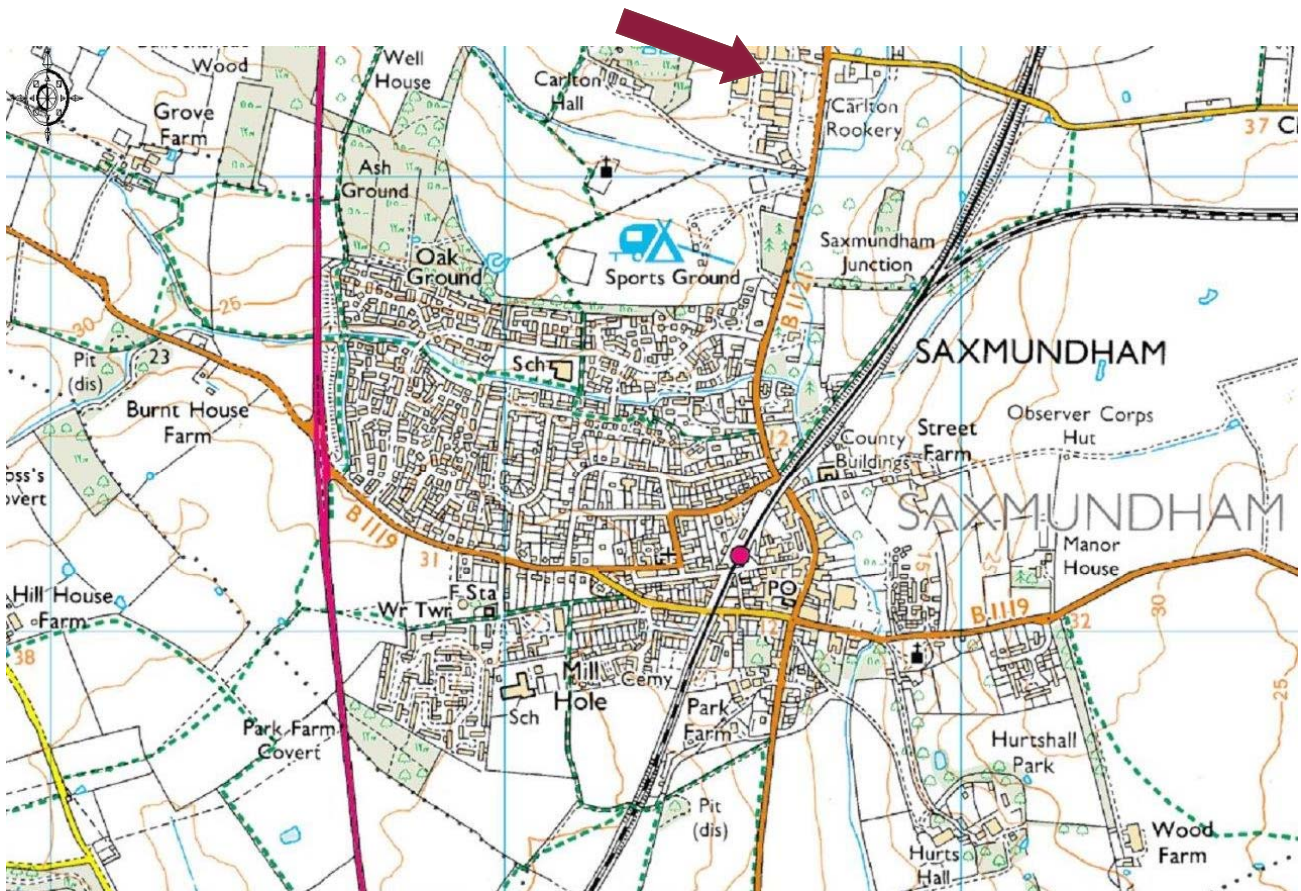 Wood
Well
House
Grove
Farm
Carlton
Hall
Carlton
Rookery
37
Ash
Ground
Oak
Ground
Sports Ground
Saxmundham
Junction
B 1121
25
30
Pit
(dis)
23
Burnt House
Farm
Sch
SAXMUNDHAM
12
County
Buildings
Street
Farm
Observer Corps
Hut
SAXMUNDHAM
B 1119
31
15
25
Manor
House
F Sta
Wr Twr
PO
12
B 1119
32
30
25
Hill House
Farm
38
Mill
Hole
Cemy
Sch
Park
Farm
Park Farm
Covert
Hurtshall
Park
Pit
(dis)
Hurts
Hall
Wood
Farm